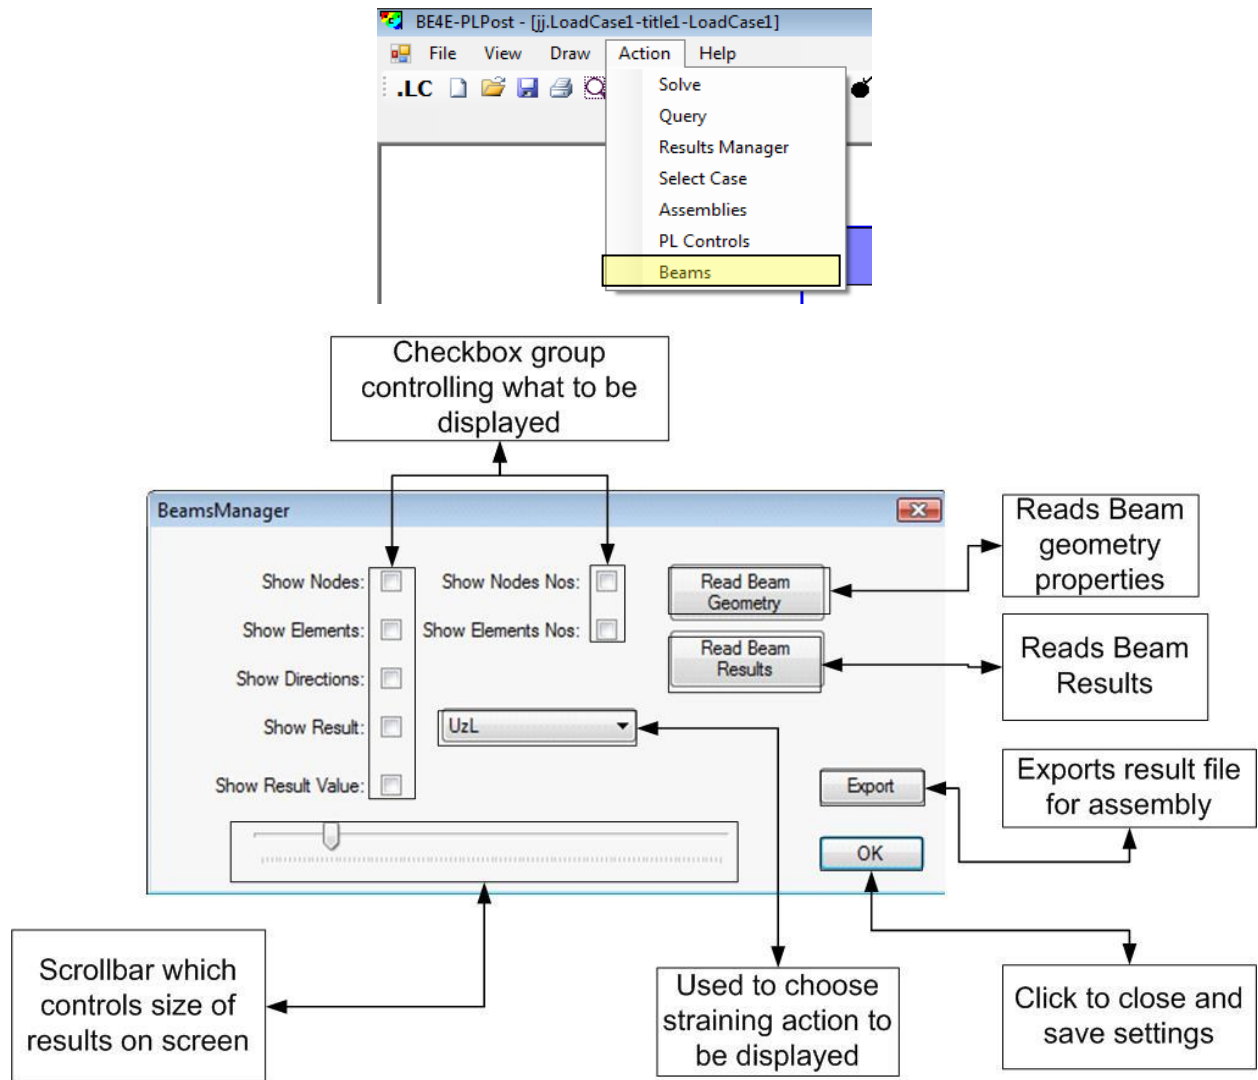 BE4E-PLPost - [jj.LoadCase1-title1-LoadCase1]
File View Draw Action Help
.LC
Solve
Query
Results Manager
Select Case
Assemblies
PL Controls
Beams
Checkbox group
controlling what to be
displayed
BeamsManager
Show Nodes:
Show Nodes Nos:
Read Beam
Geometry
Show Elements:
Show Elements Nos:
Read Beam
Results
Show Directions:
Show Result:
UzL
Show Result Value:
Export
OK
Reads Beam
geometry
properties
Reads Beam
Results
Exports result file
for assembly
Scrollbar which
controls size of
results on screen
Used to choose
straining action to
be displayed
Click to close and
save settings